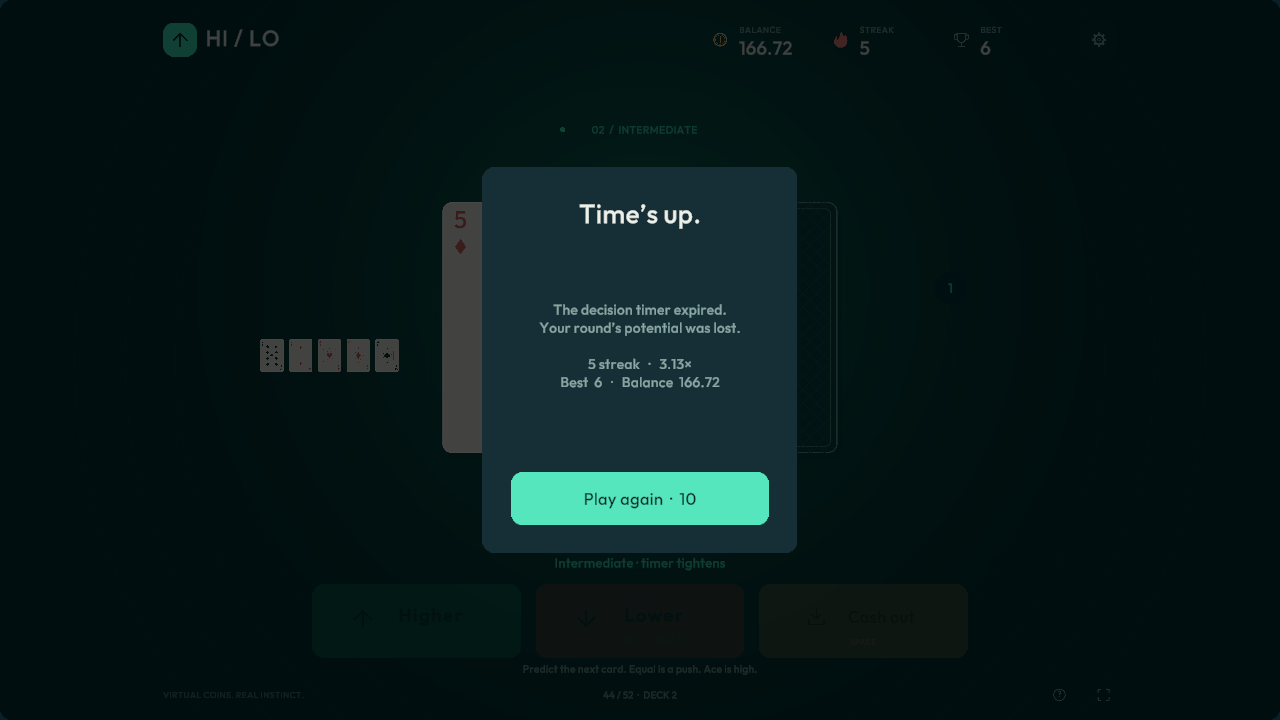 HI / LO
BALANCE
166.72
STREAK
5
BEST
6
02 / INTERMEDIATE
5
1
Time’s up.
The decision timer expired.
Your round’s potential was lost.
5 streak · 3.13×
Best 6 · Balance 166.72
Play again · 10
Intermediate · timer tightens
Higher
Lower
Cash out
Predict the next card. Equal is a push. Ace is high.
VIRTUAL COINS. REAL INSTINCT.
44 / 52 · DECK 2